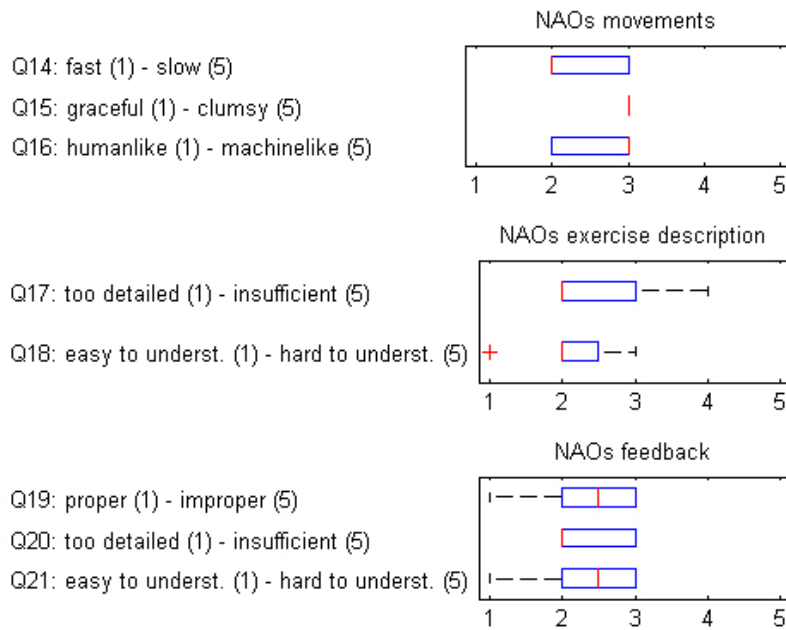 NAOs movements
Q14: fast (1) - slow (5)
Q15: graceful (1) - clumsy (5)
Q16: humanlike (1) - machinelike (5)
1 2 3 4 5
NAOs exercise description
Q17: too detailed (1) - insufficient (5)
Q18: easy to underst. (1) - hard to underst. (5)
1 2 3 4 5
NAOs feedback
Q19: proper (1) - improper (5)
Q20: too detailed (1) - insufficient (5)
Q21: easy to underst. (1) - hard to underst. (5)
1 2 3 4 5